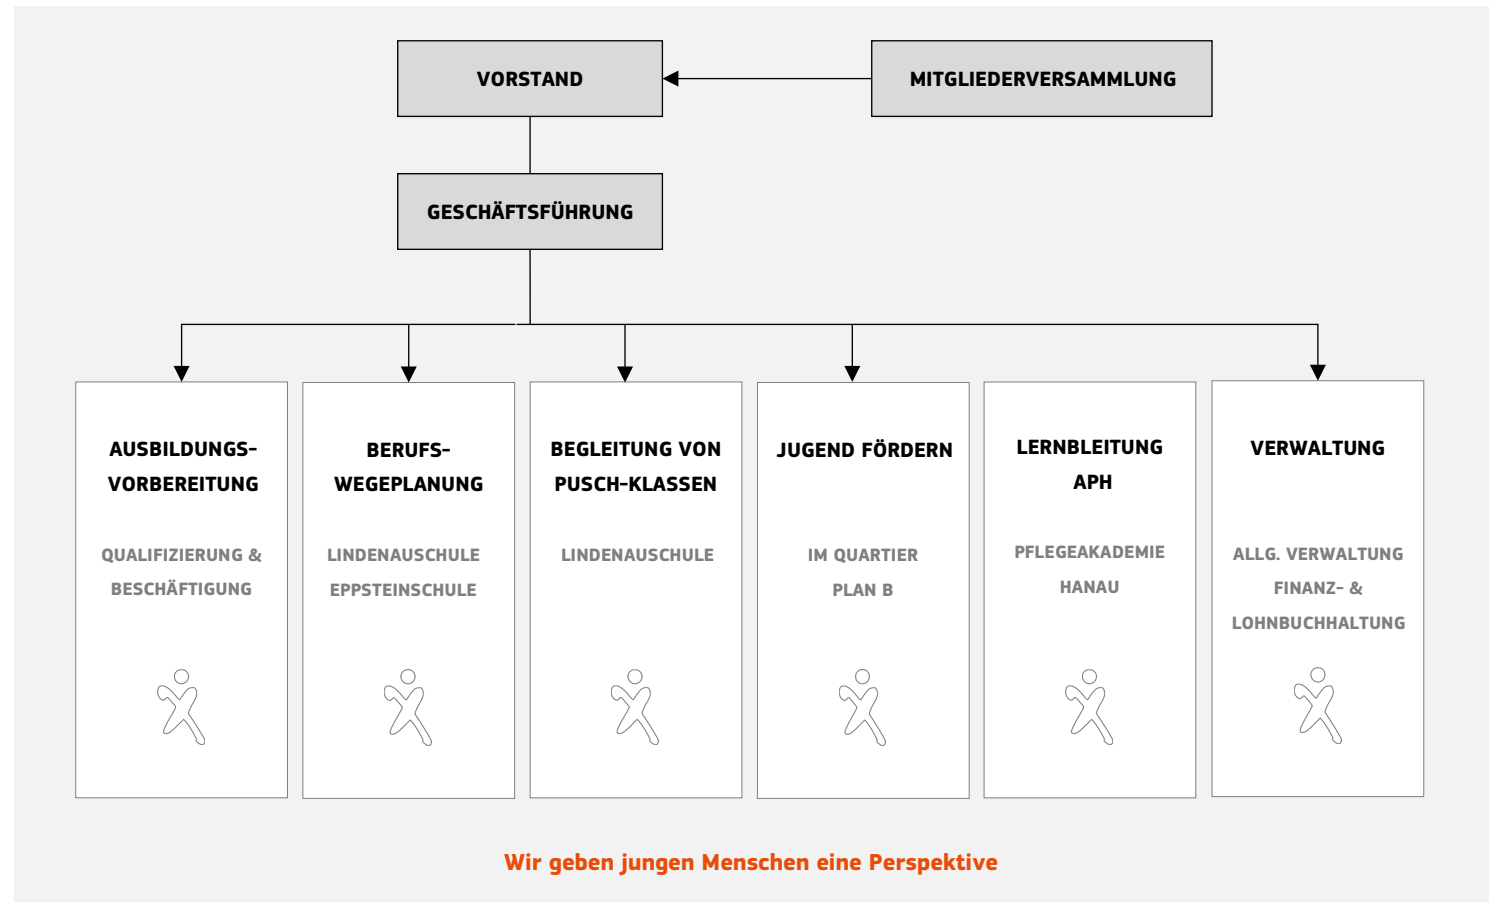 VORSTAND
MITGLIEDERVERSAMMLUNG
GESCHÄFTSFÜHRUNG
AUSBILDUNGS-
VORBEREITUNG
QUALIFIZIERUNG &
BESCHÄFTIGUNG
BERUFS-
WEGEPLANUNG
LINDENAUSCHULE
EPPSTEINSCHULE
BEGLEITUNG VON
PUSCH-KLASSEN
LINDENAUSCHULE
JUGEND FÖRDERN
IM QUARTIER
PLAN B
LERNBLEITUNG
APH
PFLEGEAKADEMIE
HANAU
VERWALTUNG
ALLG. VERWALTUNG
FINANZ- &
LOHNBUCHHALTUNG
Wir geben jungen Menschen eine Perspektive